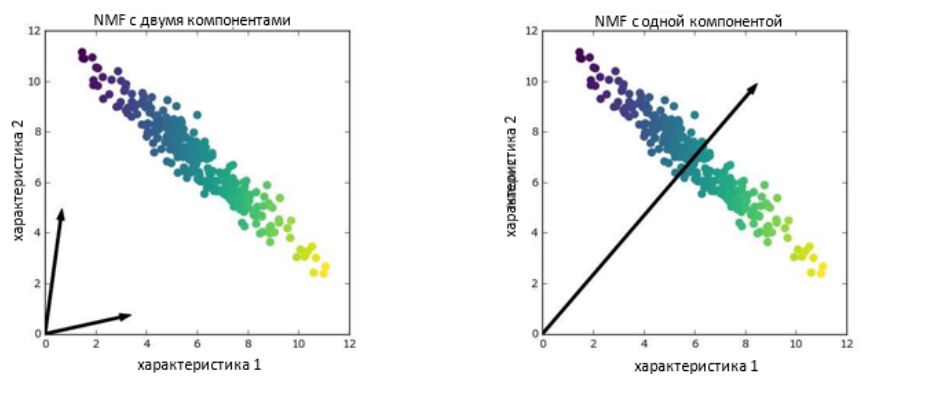 NMF с двумя компонентами
12
10
8
6
4
2
0
0 2 4 6 8 10 12
характеристика 2
характеристика 1
NMF с одной компонентой
12
10
8
6
4
2
0
0 2 4 6 8 10 12
характеристика 2
характеристика 1